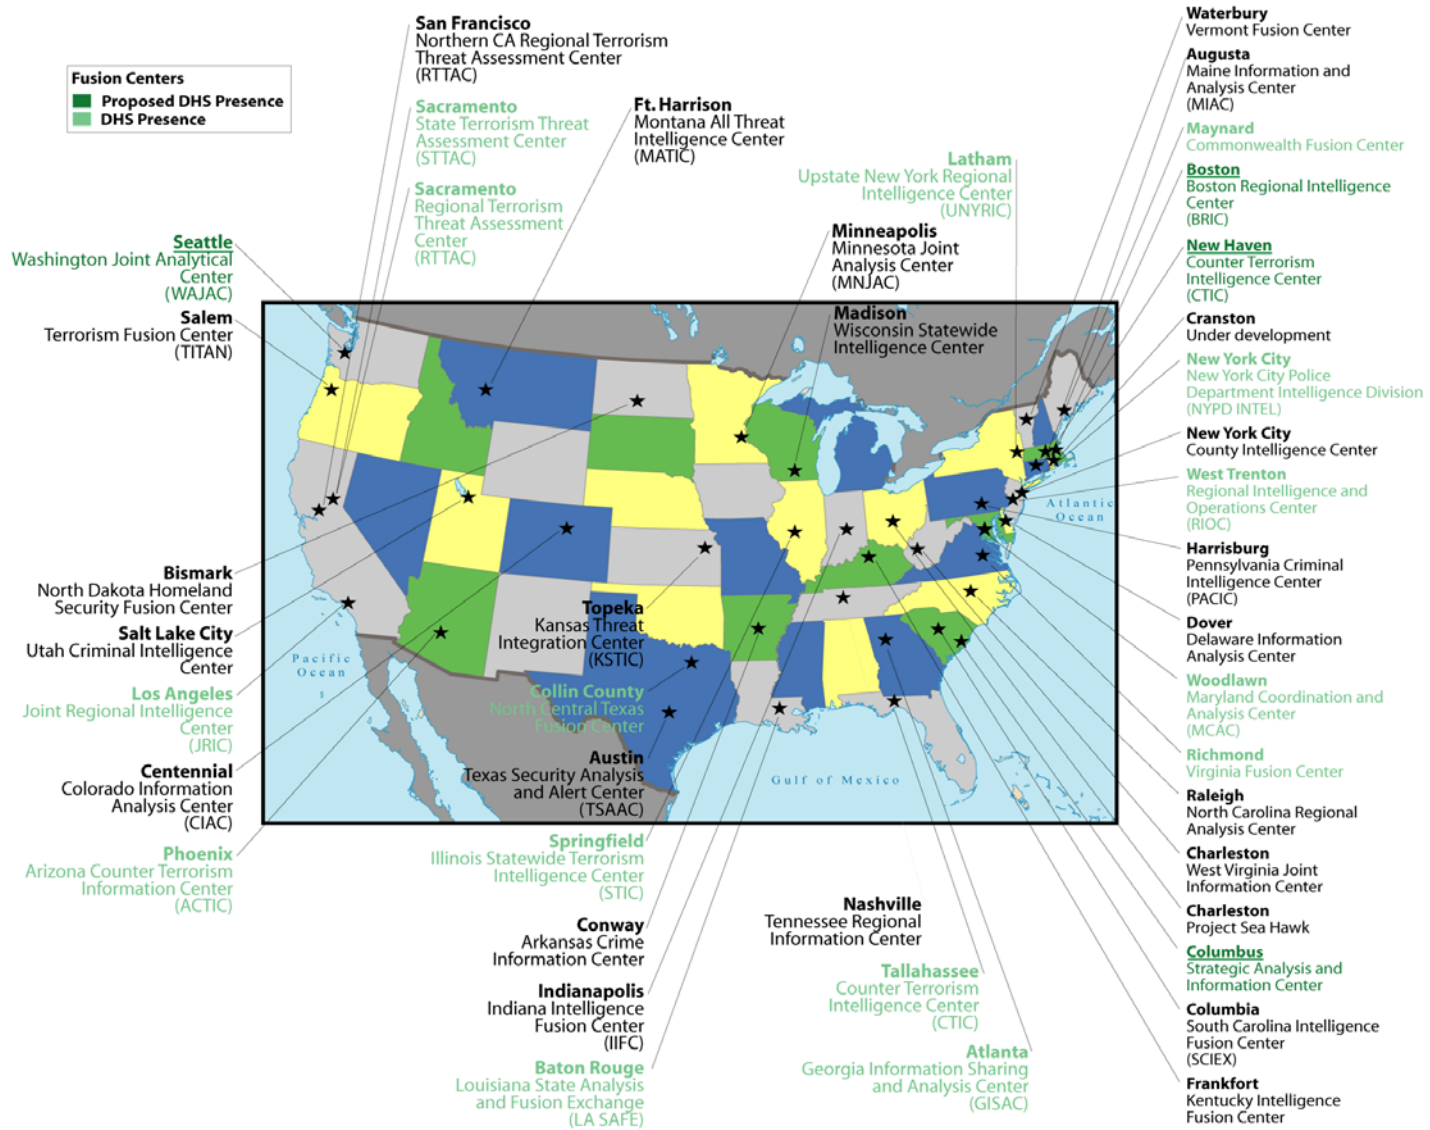 Fusion Centers
Proposed DHS Presence
DHS Presence
San Francisco
Northern CA Regional Terrorism
Threat Assessment Center
(RTTAC)
Sacramento
State Terrorism Threat
Assessment Center
(STTAC)
Sacramento
Regional Terrorism
Threat Assessment
Center
(RTTAC)
Ft. Harrison
Montana All Threat
Intelligence Center
(MATIC)
Latham
Upstate New York Regional
Intelligence Center
(UNYRIC)
Minneapolis
Minnesota Joint
Analysis Center
(MNJAC)
Madison
Wisconsin Statewide
Intelligence Center
Seattle
Washington Joint Analytical
Center
(WAJAC)
Salem
Terrorism Fusion Center
(TITAN)
Bismark
North Dakota Homeland
Security Fusion Center
Salt Lake City
Utah Criminal Intelligence
Center
Los Angeles
Joint Regional Intelligence
Center
(JRIC)
Centennial
Colorado Information
Analysis Center
(CIAC)
Phoenix
Arizona Counter Terrorism
Information Center
(ACTIC)
Pacific
Ocean
Topeka
Kansas Threat
Integration Center
(KSTIC)
Collin County
North Central Texas
Fusion Center
Austin
Texas Security Analysis
and Alert Center
(TSAAC)
Springfield
Illinois Statewide Terrorism
Intelligence Center
(STIC)
Conway
Arkansas Crime
Information Center
Indianapolis
Indiana Intelligence
Fusion Center
(IIFC)
Baton Rouge
Louisiana State Analysis
and Fusion Exchange
(LA SAFE)
Gulf of Mexico
Atlantic
Ocean
Nashville
Tennessee Regional
Information Center
Tallahassee
Counter Terrorism
Intelligence Center
(CTIC)
Atlanta
Georgia Information Sharing
and Analysis Center
(GISAC)
Waterbury
Vermont Fusion Center
Augusta
Maine Information and
Analysis Center
(MIAC)
Maynard
Commonwealth Fusion Center
Boston
Boston Regional Intelligence
Center
(BRIC)
New Haven
Counter Terrorism
Intelligence Center
(CTIC)
Cranston
Under development
New York City
New York City Police
Department Intelligence Division
(NYPD INTEL)
New York City
County Intelligence Center
West Trenton
Regional Intelligence and
Operations Center
(RIOC)
Harrisburg
Pennsylvania Criminal
Intelligence Center
(PACIC)
Dover
Delaware Information
Analysis Center
Woodlawn
Maryland Coordination and
Analysis Center
(MCAC)
Richmond
Virginia Fusion Center
Raleigh
North Carolina Regional
Analysis Center
Charleston
West Virginia Joint
Information Center
Charleston
Project Sea Hawk
Columbus
Strategic Analysis and
Information Center
Columbia
South Carolina Intelligence
Fusion Center
(SCIEX)
Frankfort
Kentucky Intelligence
Fusion Center